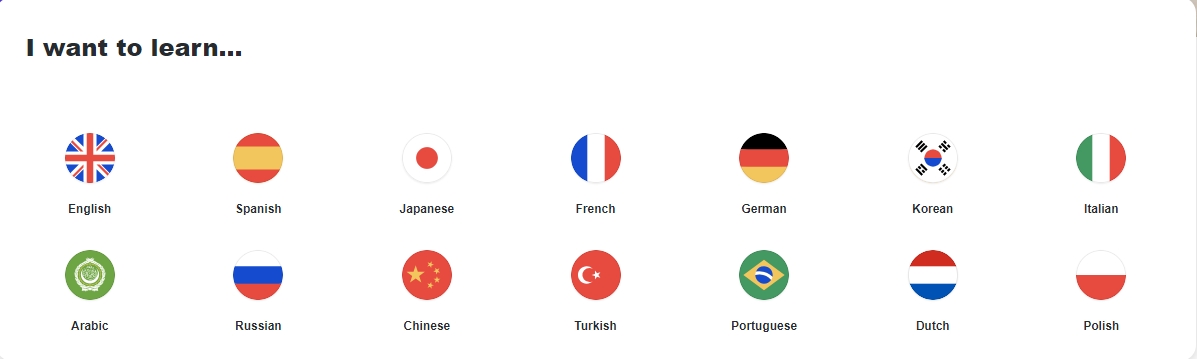 I want to learn...
English Spanish Japanese French German Korean Italian
Arabic Russian Chinese Turkish Portuguese Dutch Polish